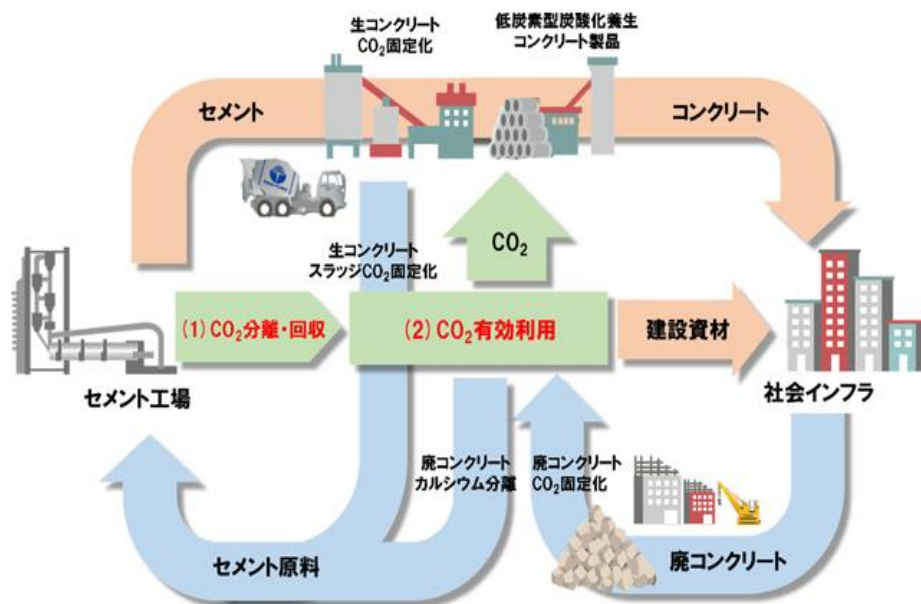 生コンクリート
CO₂固定化
低炭素型炭酸化養生
コンクリート製品
セメント
コンクリート
CO₂
生コンクリート
スラッジCO₂固定化
(1)CO₂分離・回収
(2)CO₂有効利用
建設資材
セメント工場
社会インフラ
廃コンクリート
カルシウム分離
廃コンクリート
CO₂固定化
セメント原料
廃コンクリート